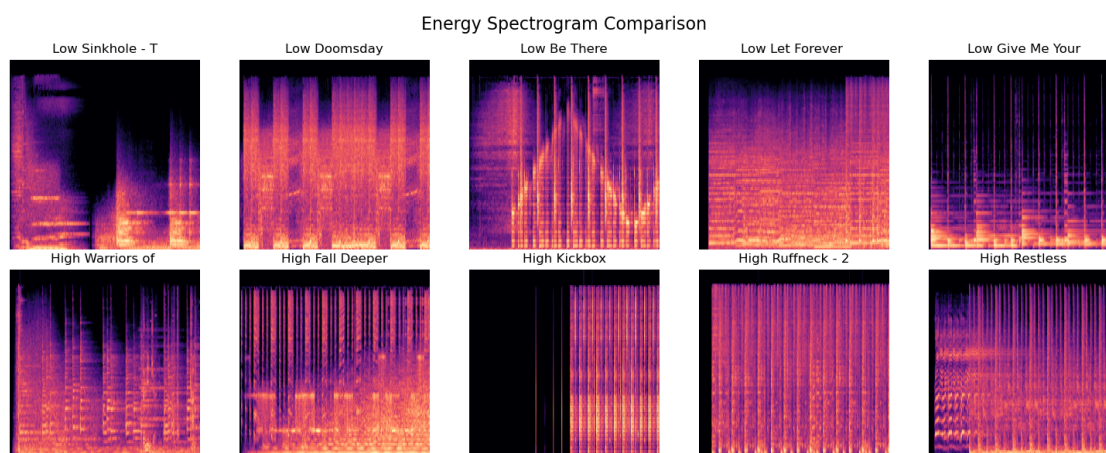 Energy Spectrogram Comparison
Low Sinkhole - T
Low Doomsday
Low Be There
Low Let Forever
Low Give Me Your
High Warriors of
High Fall Deeper
High Kickbox
High Ruffneck - 2
High Restless